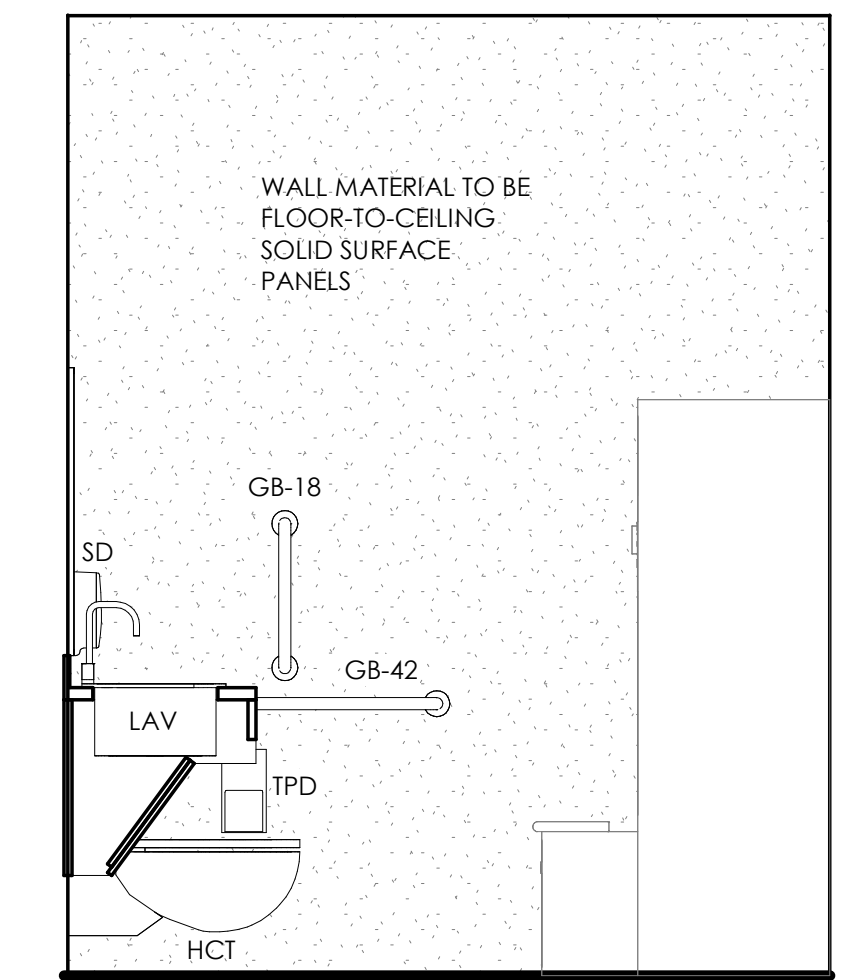 WALL MATERIAL TO BE
FLOOR-TO-CEILING
SOLID SURFACE
PANELS
GB-18
SD
GB-42
LAV
TPD
HCT